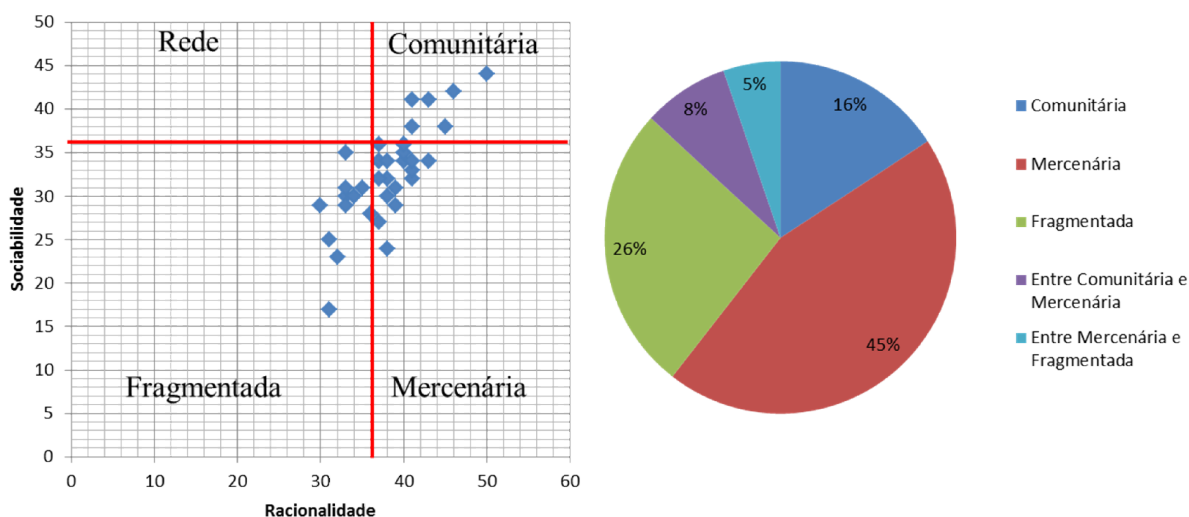 50
45
40
35
30
25
20
15
10
5
0
Sociabilidade
Rede
Comunitária
Fragmentada
Mercenária
0 10 20 30 40 50 60
Racionalidade
16%
45%
26%
8%
5%
Comunitária
Mercenária
Fragmentada
Entre Comunitária e
Mercenária
Entre Mercenária e
Fragmentada